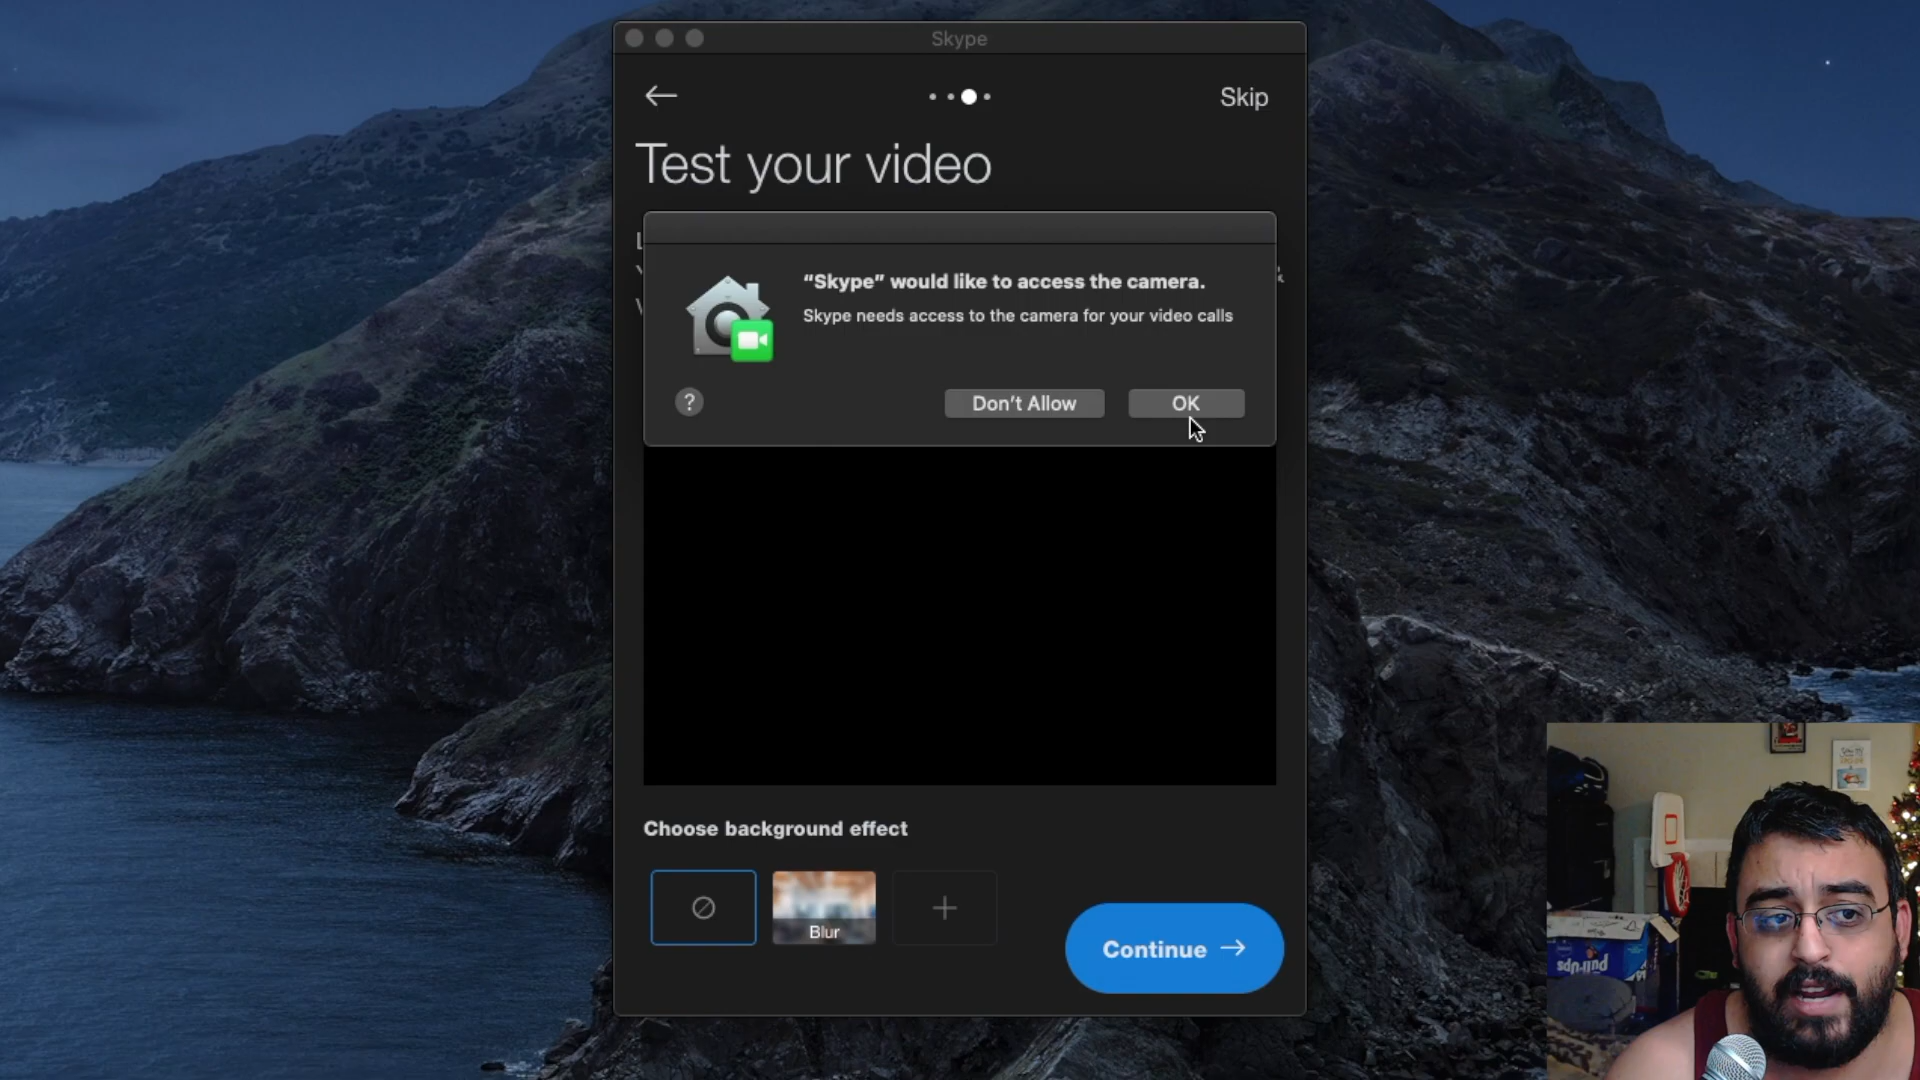 Skype
Skip
Test your video
“Skype” would like to access the camera.
Skype needs access to the camera for your video calls
?
Don’t Allow
OK
Choose background effect
Blur
Continue